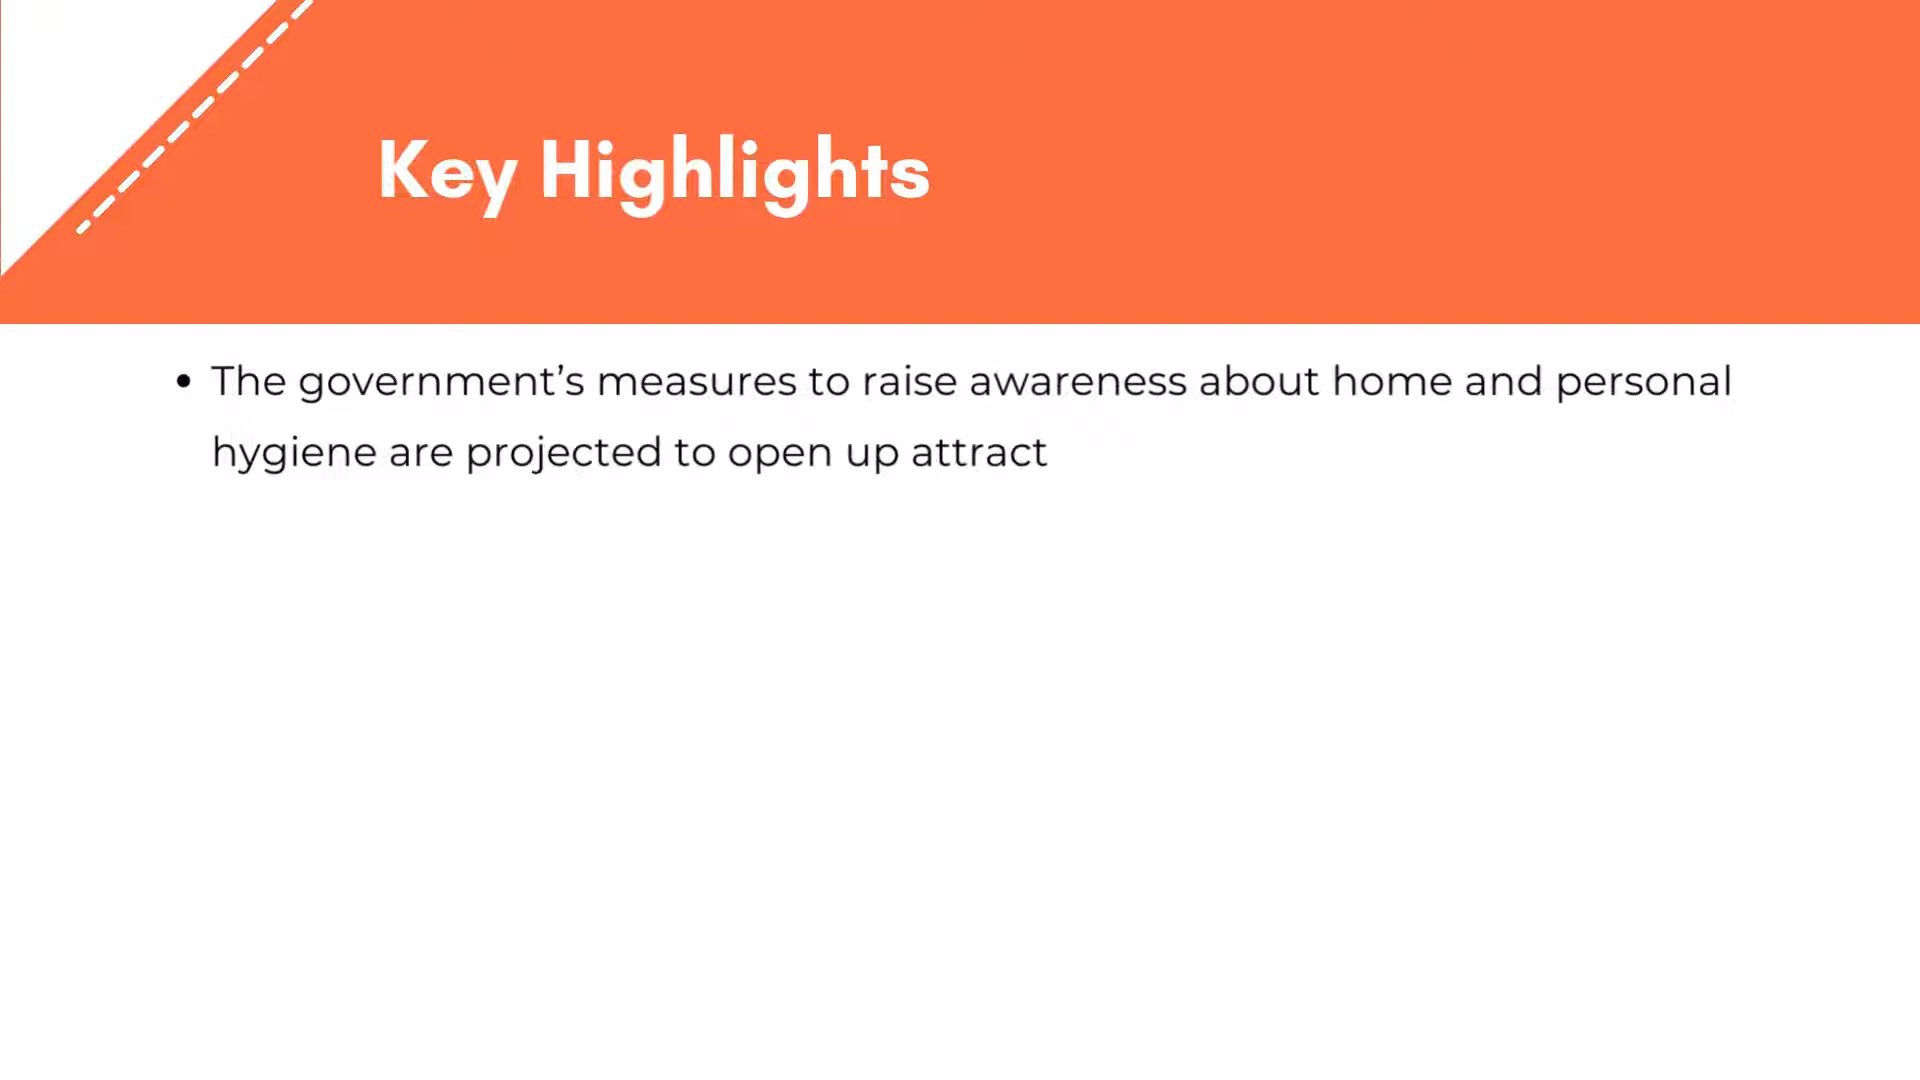 Key Highlights
• The government’s measures to raise awareness about home and personal
hygiene are projected to open up attract